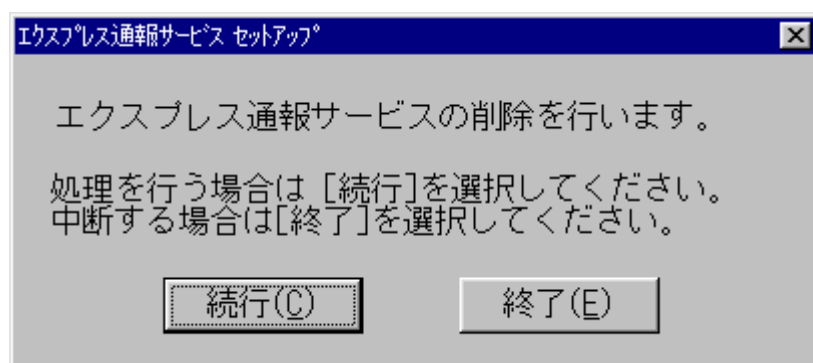 ｴｸｽﾌﾟﾚｽ通報ｻｰﾋﾞｽ ｾｯﾄｱｯﾌﾟ
エクスプレス通報サービスの削除を行います。
処理を行う場合は [続行]を選択してください。
中断する場合は[終了]を選択してください。
続行(C)
終了(E)